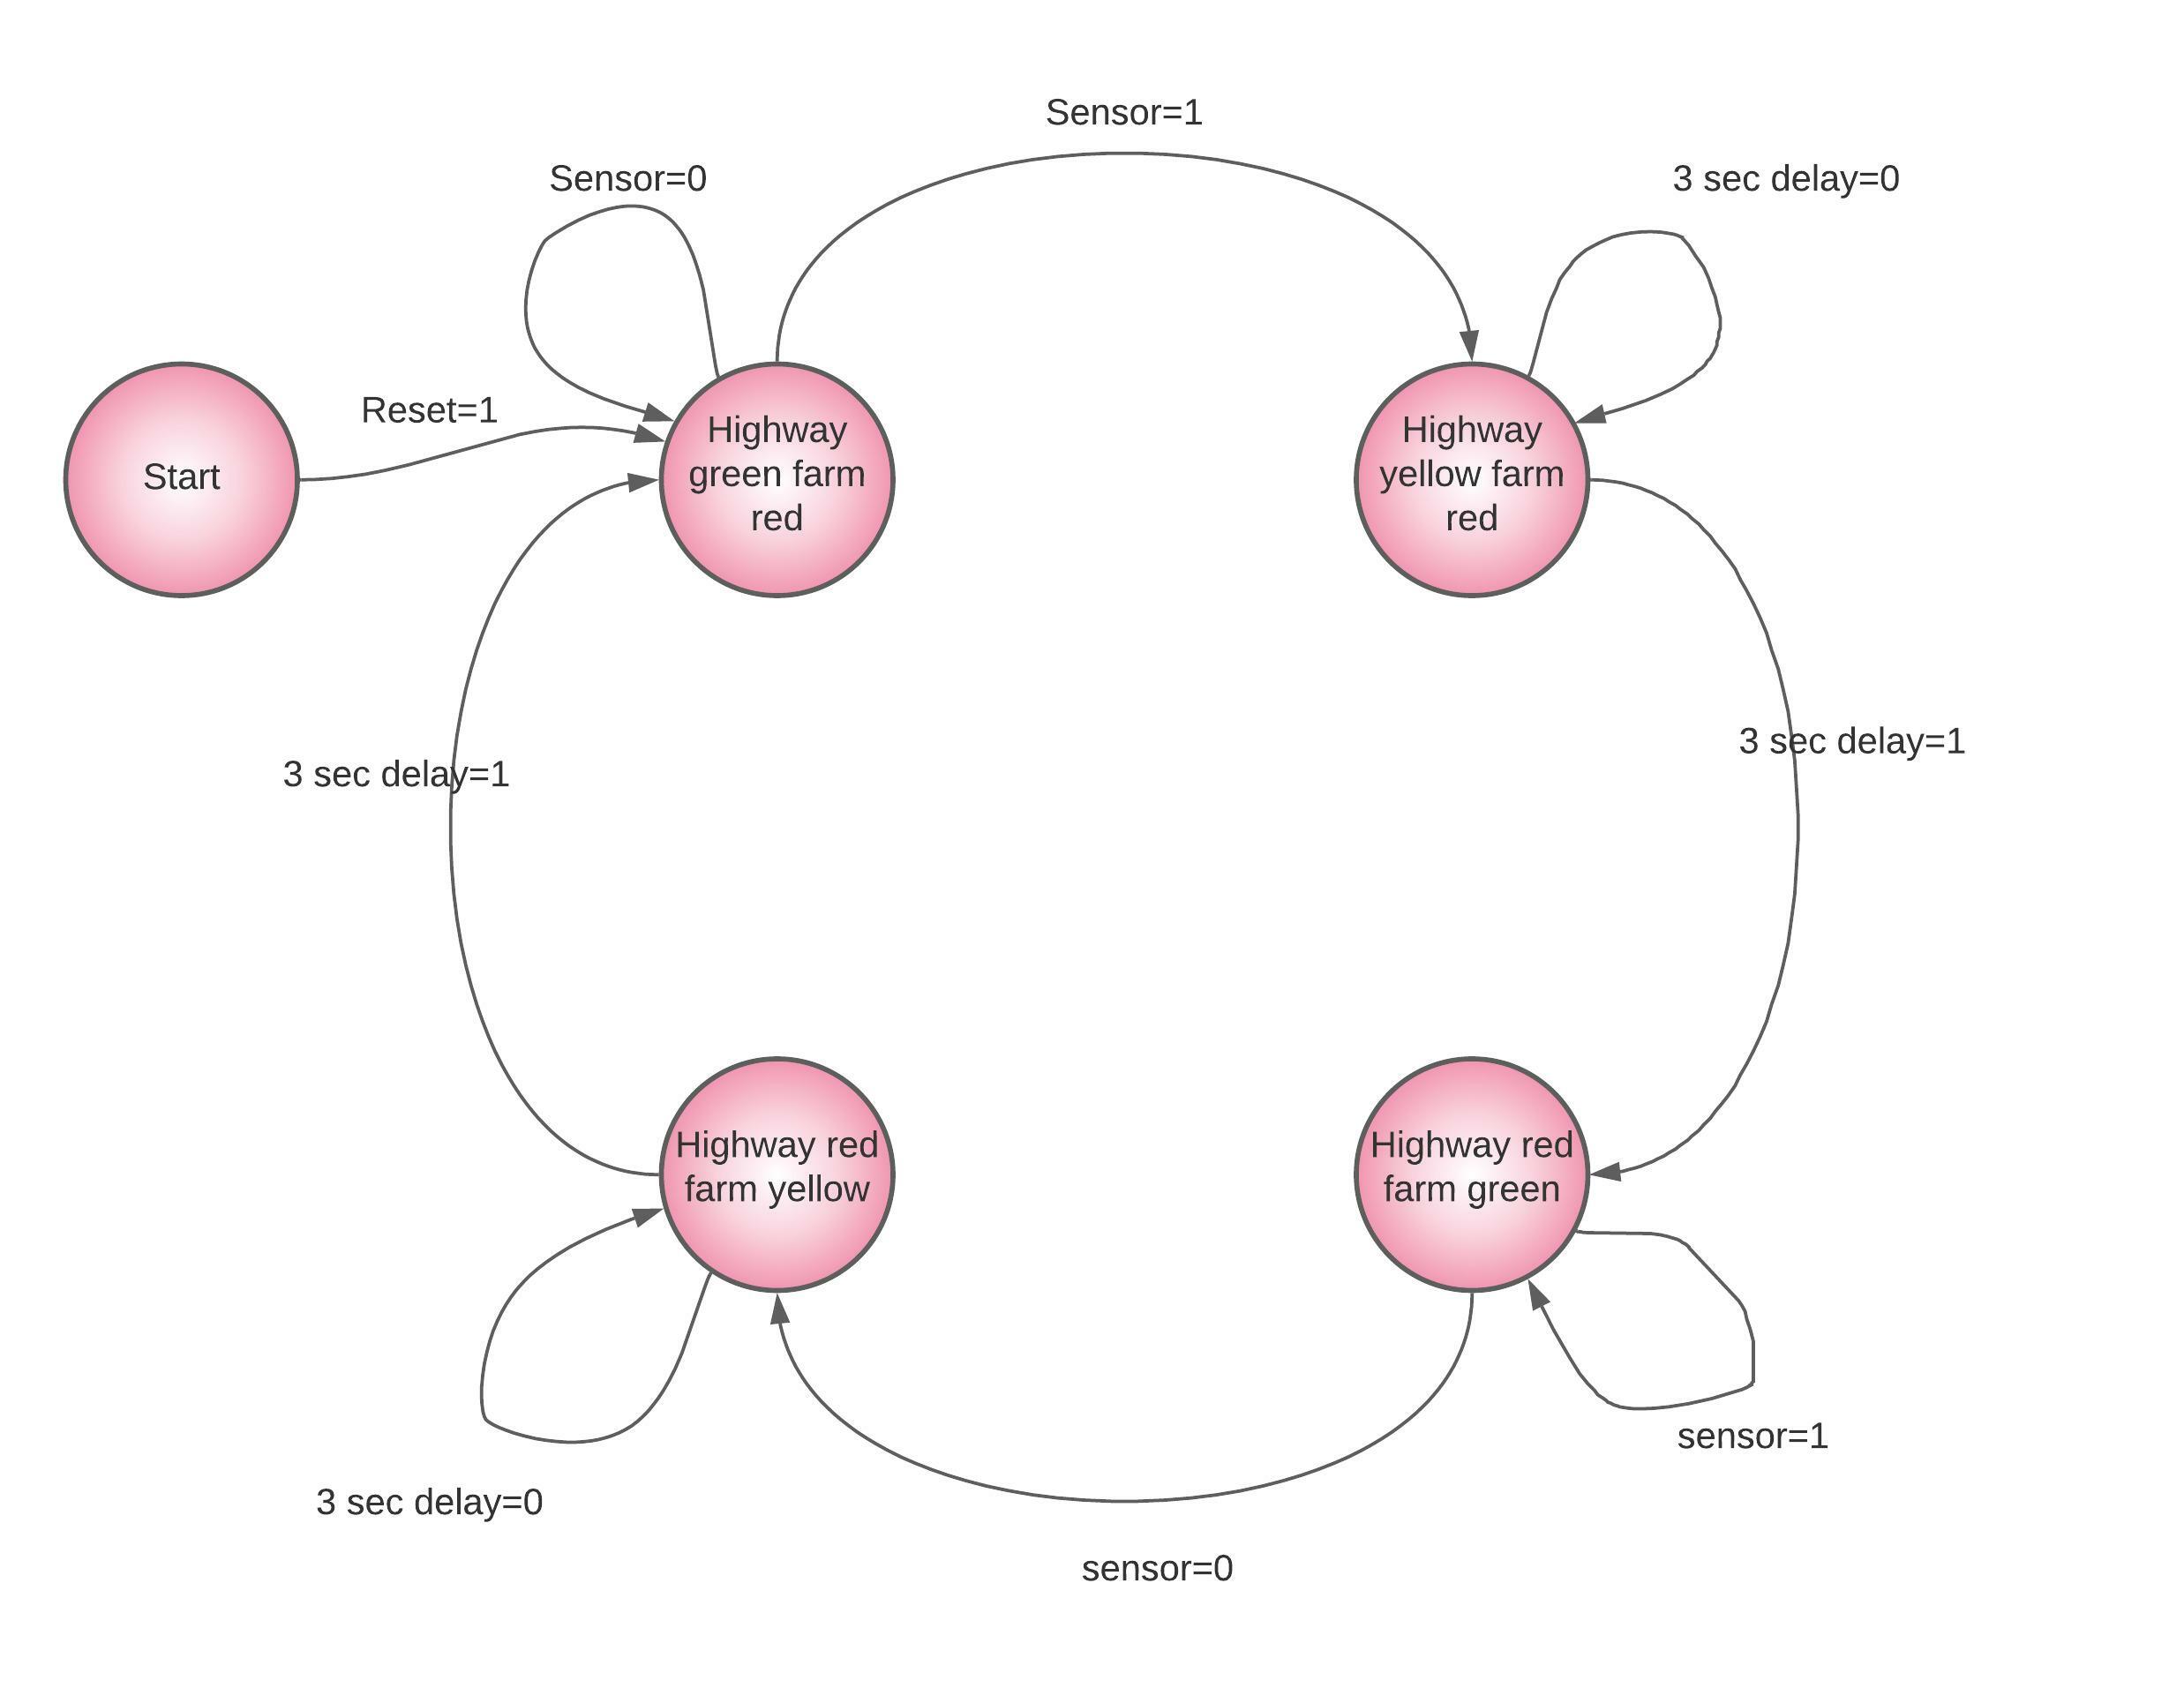 Sensor=1
Sensor=0
3 sec delay=0
Reset=1
Start
Highway
green farm
red
Highway
yellow farm
red
3 sec delay=1
3 sec delay=1
Highway red
farm yellow
Highway red
farm green
sensor=1
3 sec delay=0
sensor=0